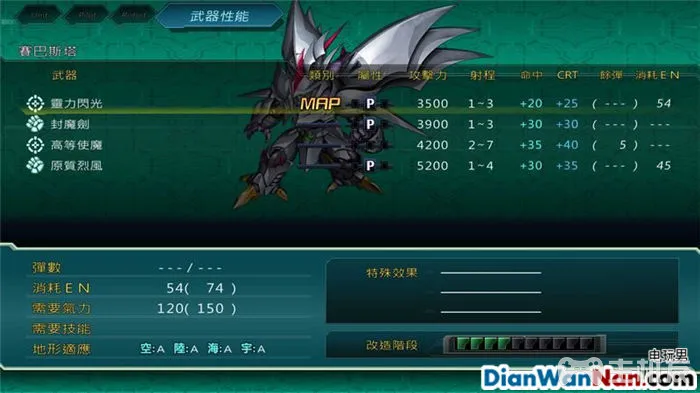 武器性能
賽巴斯塔
武器 類別 屬性 攻擊力 射程 命中 CRT 餘彈 消耗EN
靈力閃光 MAP P 3500 1~3 +20 +25 (---) 54
封魔劍 P 3900 1~3 +30 +30 (---) ---
高等使魔 4200 2~7 +35 +40 ( 5) ---
原質烈風 P 5200 1~4 +30 +35 (---) 45
彈數 ---/---
消耗EN 54( 74)
需要氣力 120(150)
需要技能
地形適應 空:A 陸:A 海:A 宇:A
特殊效果
改造階段
电玩男
DianWanNan.com